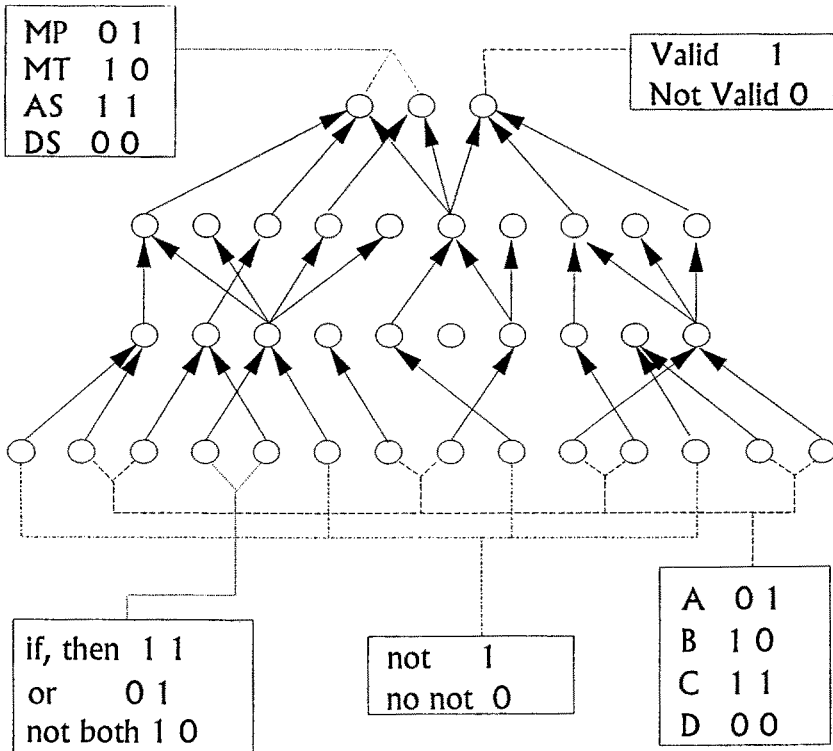 MP 0 1
MT 1 0
AS 1 1
DS 0 0
Valid 1
Not Valid 0
if, then 1 1
or 0 1
not both 1 0
not 1
no not 0
A 0 1
B 1 0
C 1 1
D 0 0